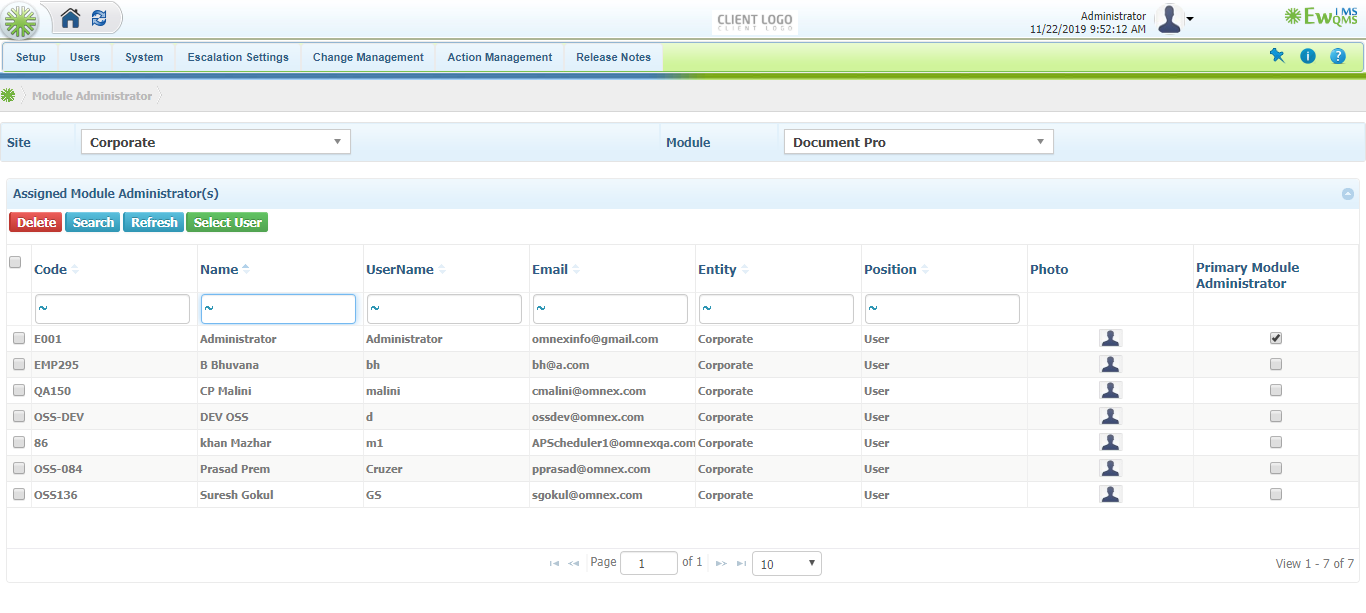 CLIENT LOGO
CLIENT LOGO
Administrator
11/22/2019 9:52:12 AM
EwQMS iMS
Setup Users System Escalation Settings Change Management Action Management Release Notes
Module Administrator
Site Corporate Module Document Pro
Assigned Module Administrator(s)
Delete Search Refresh Select User
Code Name UserName Email Entity Position Photo Primary Module Administrator
~ ~ ~ ~ ~ ~
E001 Administrator Administrator omnexinfo@gmail.com Corporate User
EMP295 B Bhuvana bh bh@a.com Corporate User
QA150 CP Malini malini cmalini@omnex.com Corporate User
OSS-DEV DEV OSS d ossdev@omnex.com Corporate User
86 khan Mazhar m1 APScheduler1@omnexqa.com Corporate User
OSS-084 Prasad Prem Cruzer pprasad@omnex.com Corporate User
OSS136 Suresh Gokul GS sgokul@omnex.com Corporate User
Page 1 of 1 10 View 1 - 7 of 7